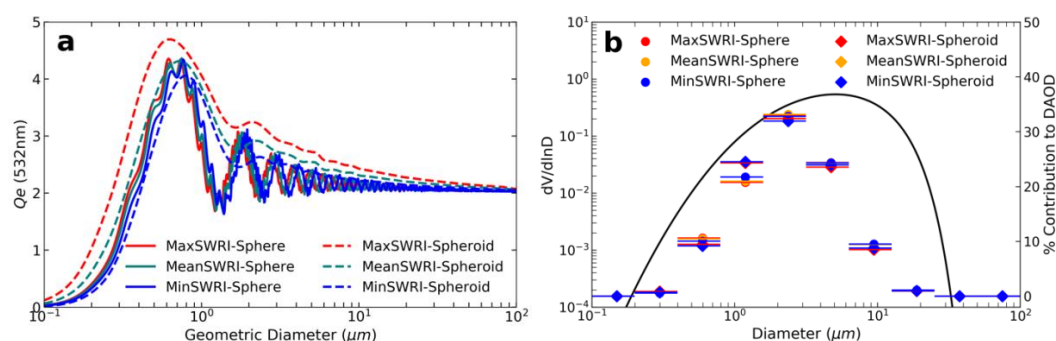 a
5
4
3
2
1
0
Qe (532nm)
MaxSWRI-Sphere
MeanSWRI-Sphere
MinSWRI-Sphere
MaxSWRI-Spheroid
MeanSWRI-Spheroid
MinSWRI-Spheroid
10⁻¹ 10⁰ 10¹ 10²
Geometric Diameter (μm)
b
10¹
10⁰
10⁻¹
10⁻²
10⁻³
10⁻⁴
dV/dlnD
MaxSWRI-Sphere
MeanSWRI-Sphere
MinSWRI-Sphere
MaxSWRI-Spheroid
MeanSWRI-Spheroid
MinSWRI-Spheroid
50
40
30
20
10
0
% Contribution to DAOD
10⁻¹ 10⁰ 10¹ 10²
Diameter (μm)